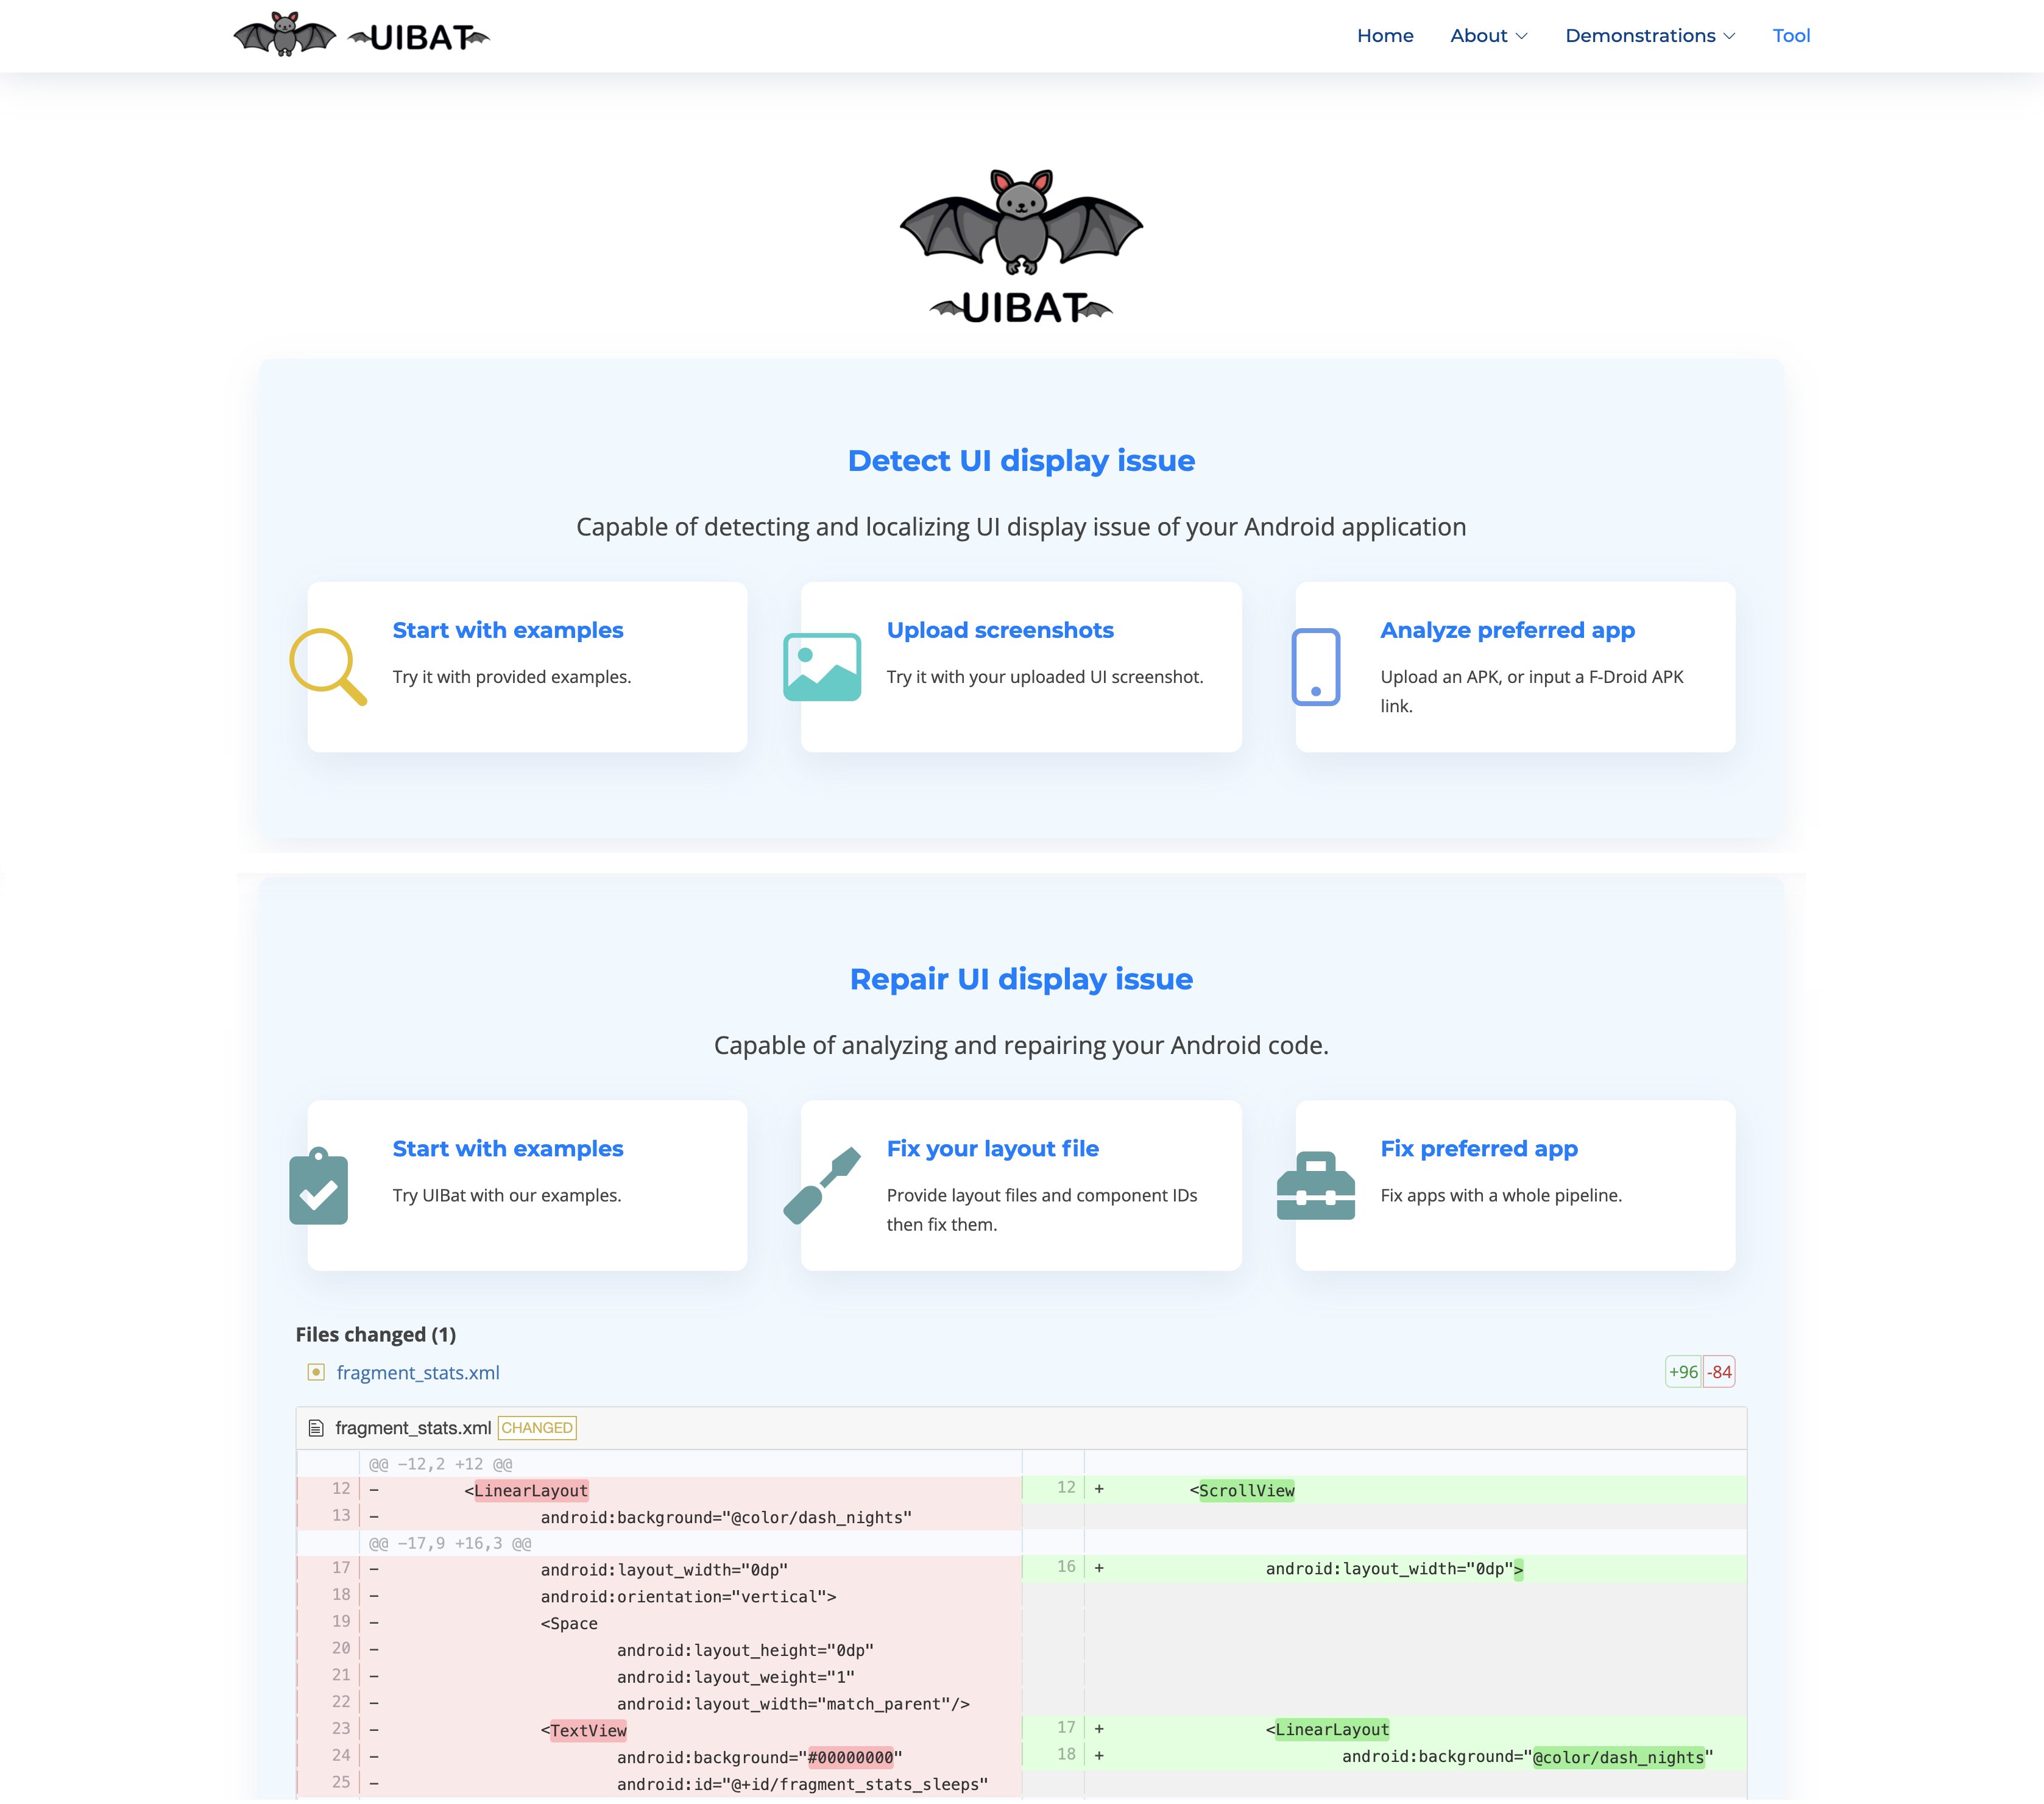 UIBAT
Home About Demonstrations Tool
UIBAT
Detect UI display issue
Capable of detecting and localizing UI display issue of your Android application
Start with examples
Try it with provided examples.
Upload screenshots
Try it with your uploaded UI screenshot.
Analyze preferred app
Upload an APK, or input a F-Droid APK
link.
Repair UI display issue
Capable of analyzing and repairing your Android code.
Start with examples
Try UIBat with our examples.
Fix your layout file
Provide layout files and component IDs
then fix them.
Fix preferred app
Fix apps with a whole pipeline.
Files changed (1)
fragment_stats.xml +96 -84
fragment_stats.xml CHANGED
@@ -12,2 +12 @@
12 - <LinearLayout 12 + <ScrollView
13 - android:background="@color/dash_nights"
@@ -17,9 +16,3 @@
17 - android:layout_width="0dp" 16 + android:layout_width="0dp">
18 - android:orientation="vertical">
19 - <Space
20 - android:layout_height="0dp"
21 - android:layout_weight="1"
22 - android:layout_width="match_parent"/>
23 - <TextView 17 + <LinearLayout
24 - android:background="#00000000" 18 + android:background="@color/dash_nights"
25 - android:id="@+id/fragment_stats_sleeps"